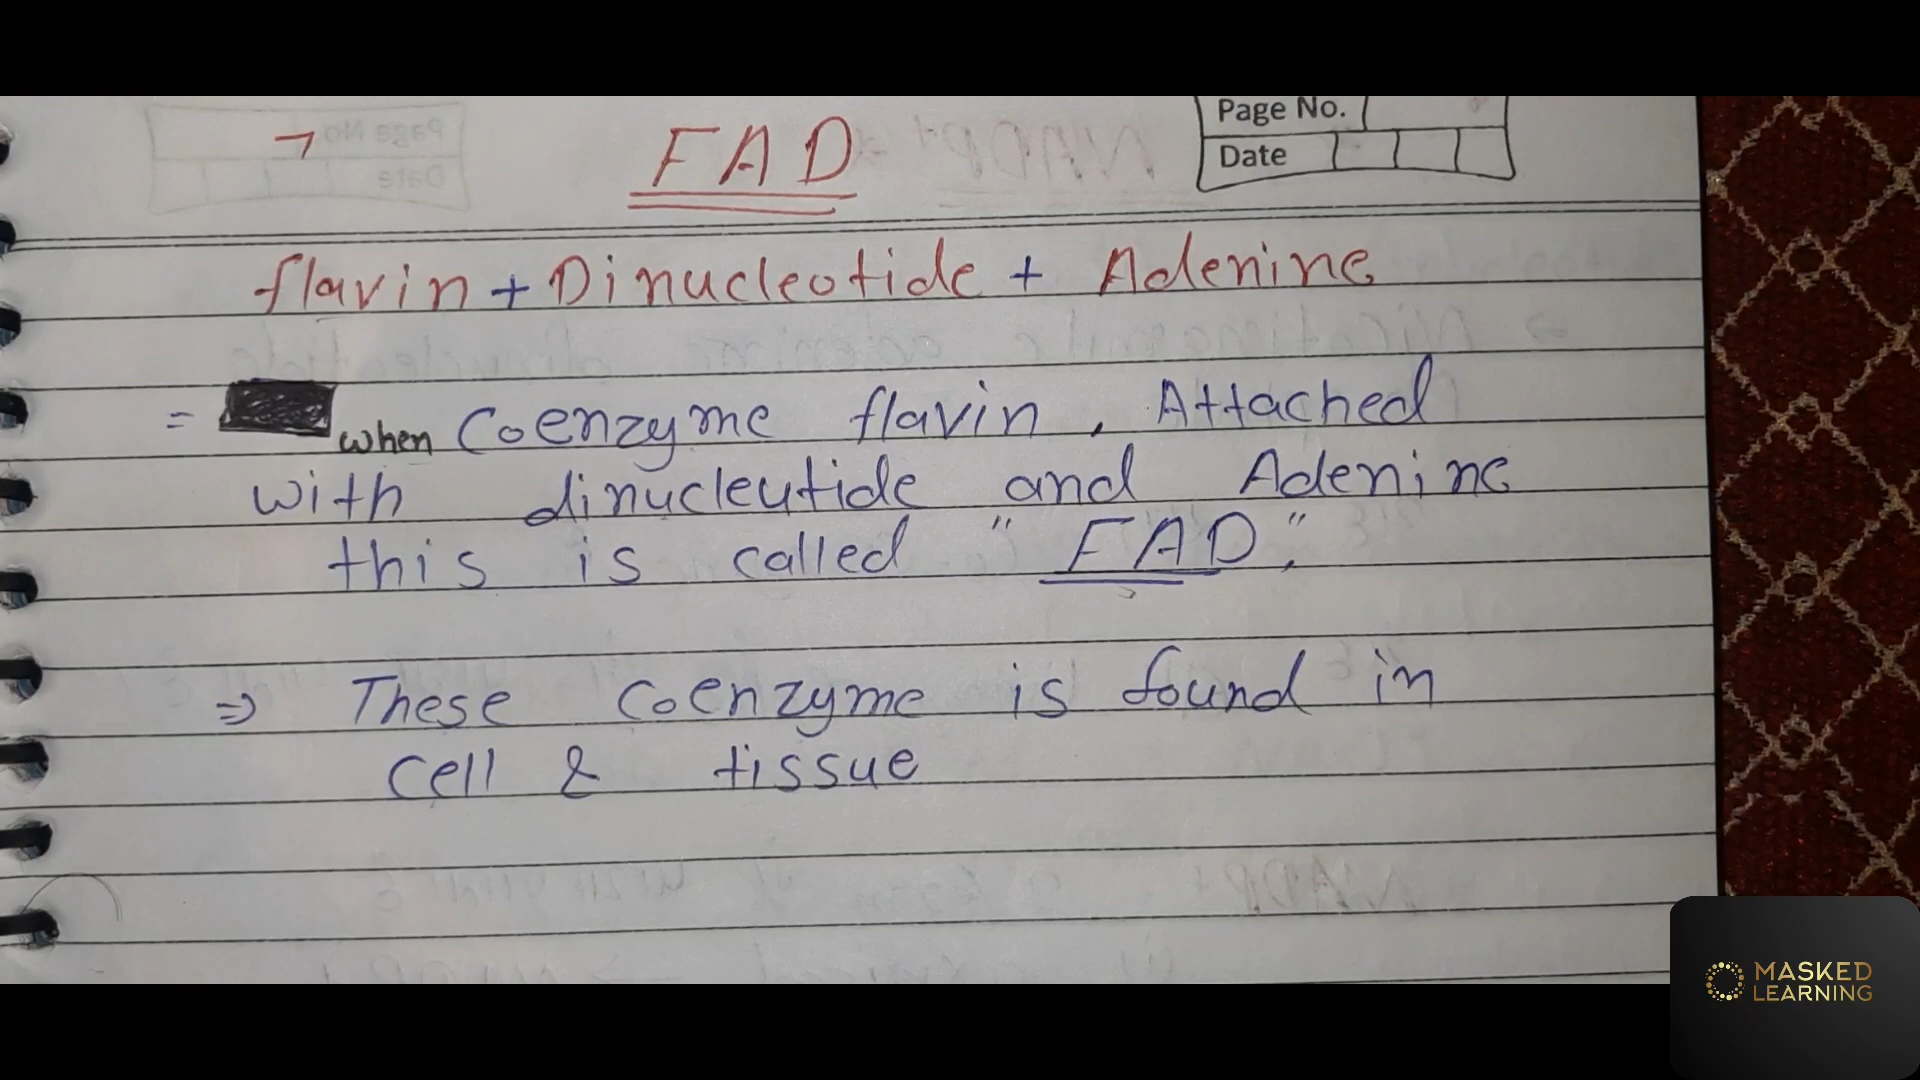 Page No.
Date
FAD
flavin + Dinucleotide + Adenine
= when Coenzyme flavin, Attached
with dinucleutide and Adenine
this is called "FAD",
⇒ These coenzyme is found in
cell & tissue
MASKED
LEARNING